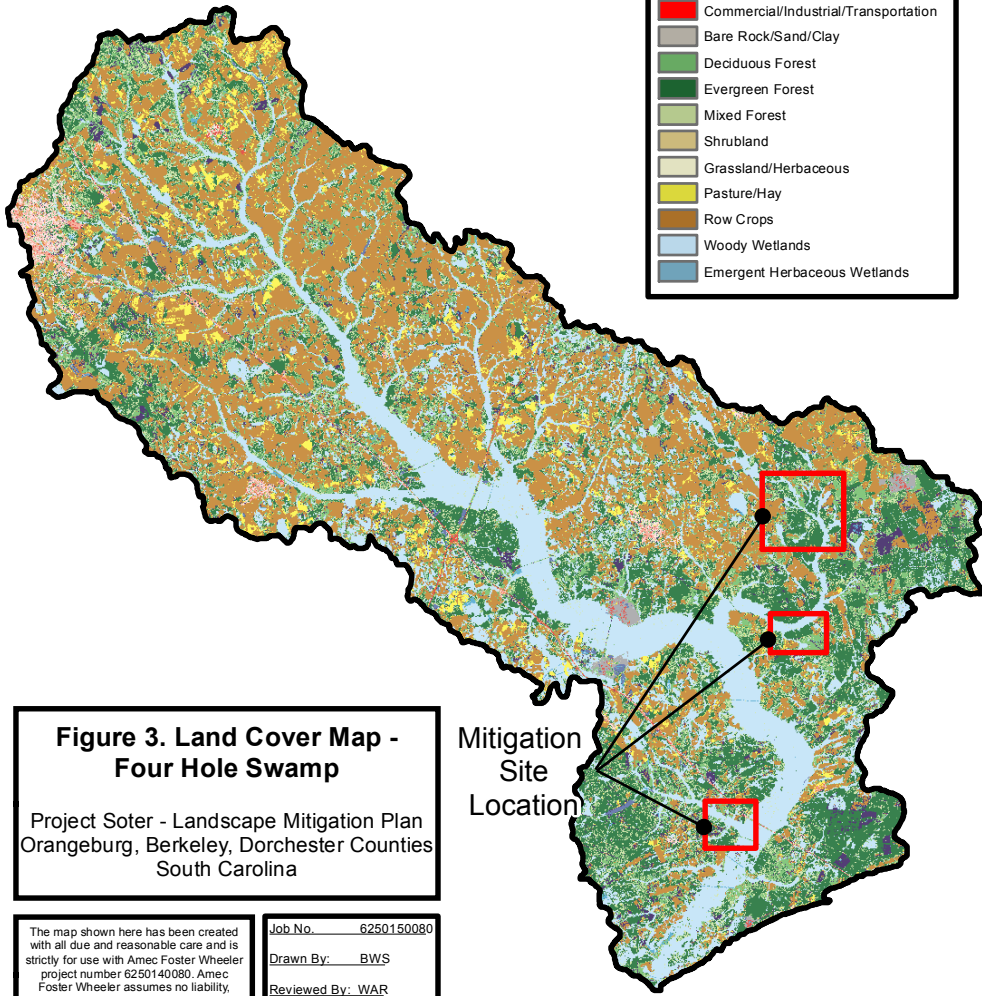 Commercial/Industrial/Transportation
Bare Rock/Sand/Clay
Deciduous Forest
Evergreen Forest
Mixed Forest
Shrubland
Grassland/Herbaceous
Pasture/Hay
Row Crops
Woody Wetlands
Emergent Herbaceous Wetlands
Mitigation
Site
Location
Figure 3. Land Cover Map -
Four Hole Swamp
Project Soter - Landscape Mitigation Plan
Orangeburg, Berkeley, Dorchester Counties
South Carolina
The map shown here has been created
with all due and reasonable care and is
strictly for use with Amec Foster Wheeler
project number 6250140080. Amec
Foster Wheeler assumes no liability,
Job No. 6250150080
Drawn By: BWS
Reviewed By: WAR